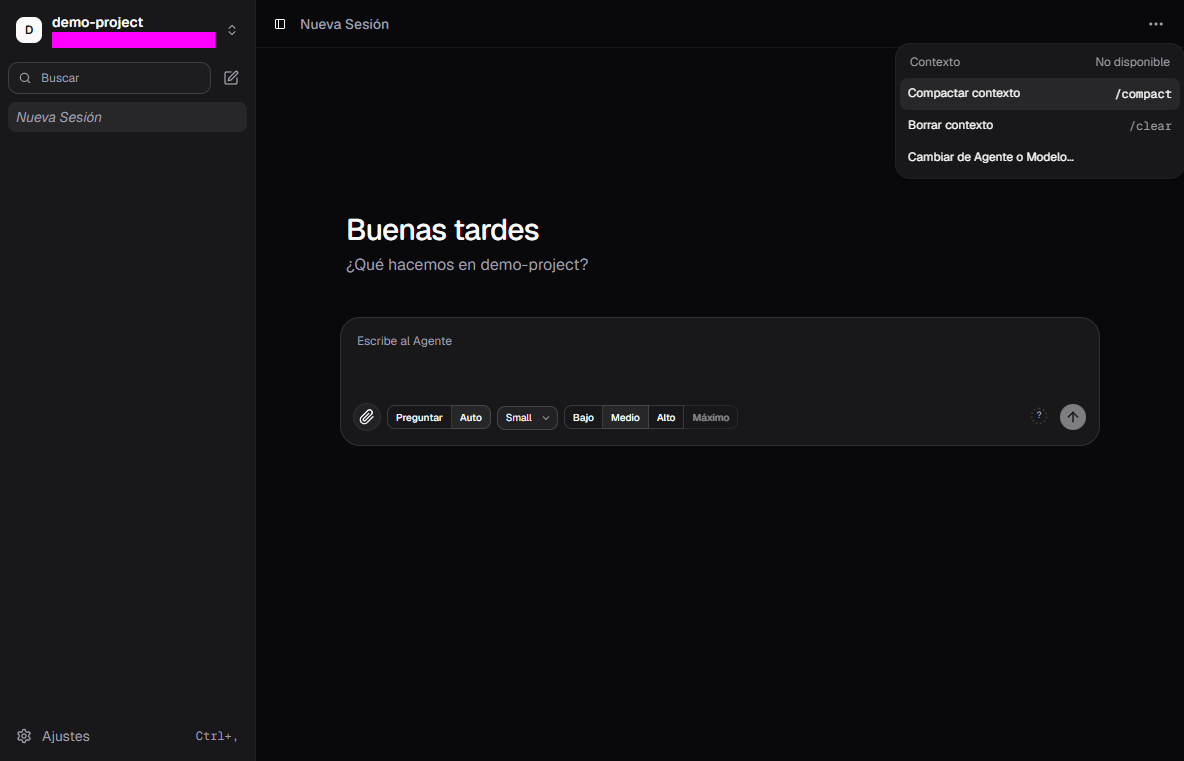 D
demo-project
Buscar
Nueva Sesión
Ajustes
Ctrl+,
Nueva Sesión
Contexto
No disponible
Compactar contexto
/compact
Borrar contexto
/clear
Cambiar de Agente o Modelo…
Buenas tardes
¿Qué hacemos en demo-project?
Escribe al Agente
Preguntar
Auto
Small
Bajo
Medio
Alto
Máximo
?